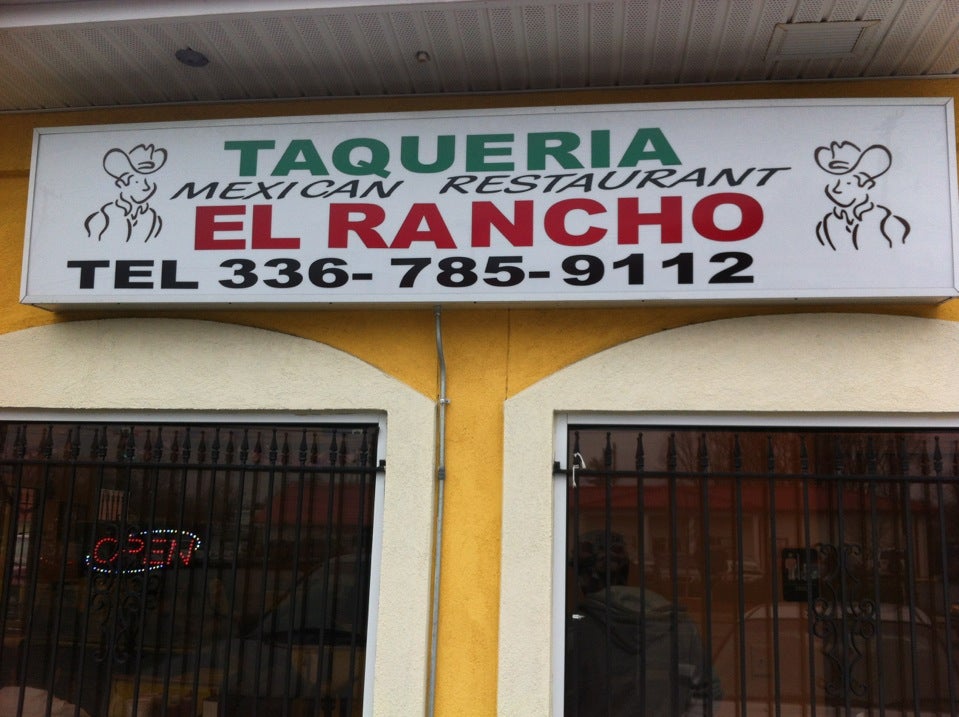 TAQUERIA
MEXICAN RESTAURANT
EL RANCHO
TEL 336-785-9112
OPEN